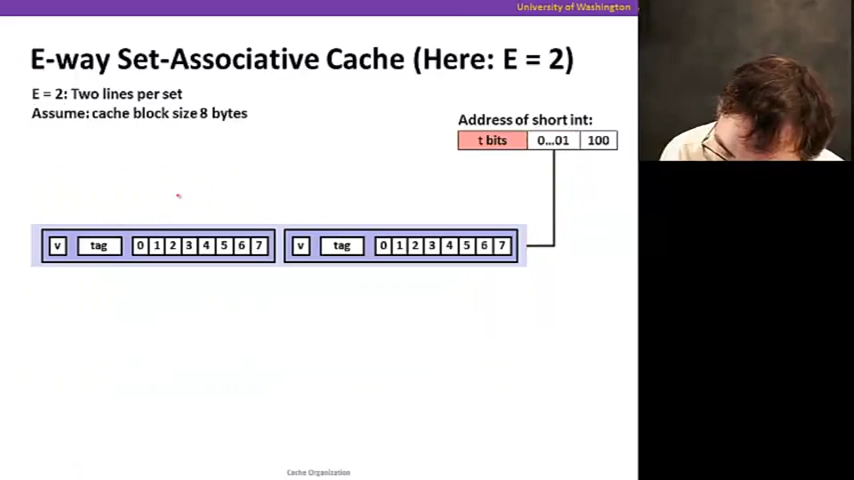 University of Washington
E-way Set-Associative Cache (Here: E = 2)
E = 2: Two lines per set
Assume: cache block size 8 bytes
Address of short int:
t bits 0...01 100
v tag 0 1 2 3 4 5 6 7 v tag 0 1 2 3 4 5 6 7
Cache Organization